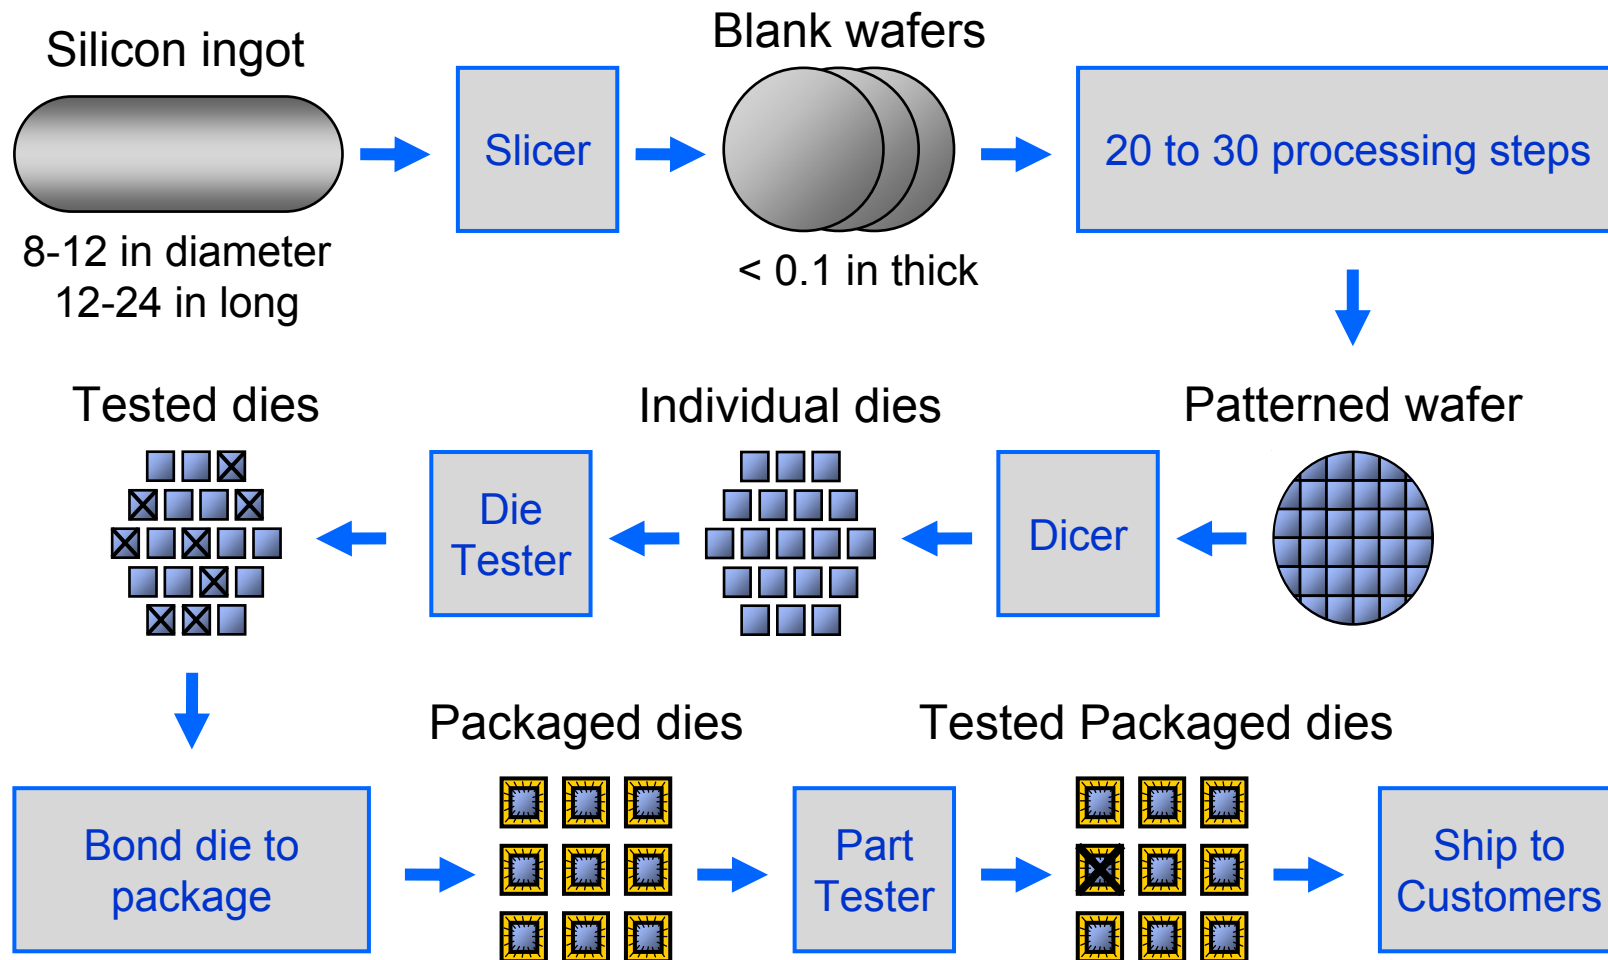 Silicon ingot
Blank wafers
Slicer
20 to 30 processing steps
8-12 in diameter
12-24 in long
< 0.1 in thick
Tested dies
Individual dies
Patterned wafer
Die
Tester
Dicer
Packaged dies
Tested Packaged dies
Bond die to
package
Part
Tester
Ship to
Customers